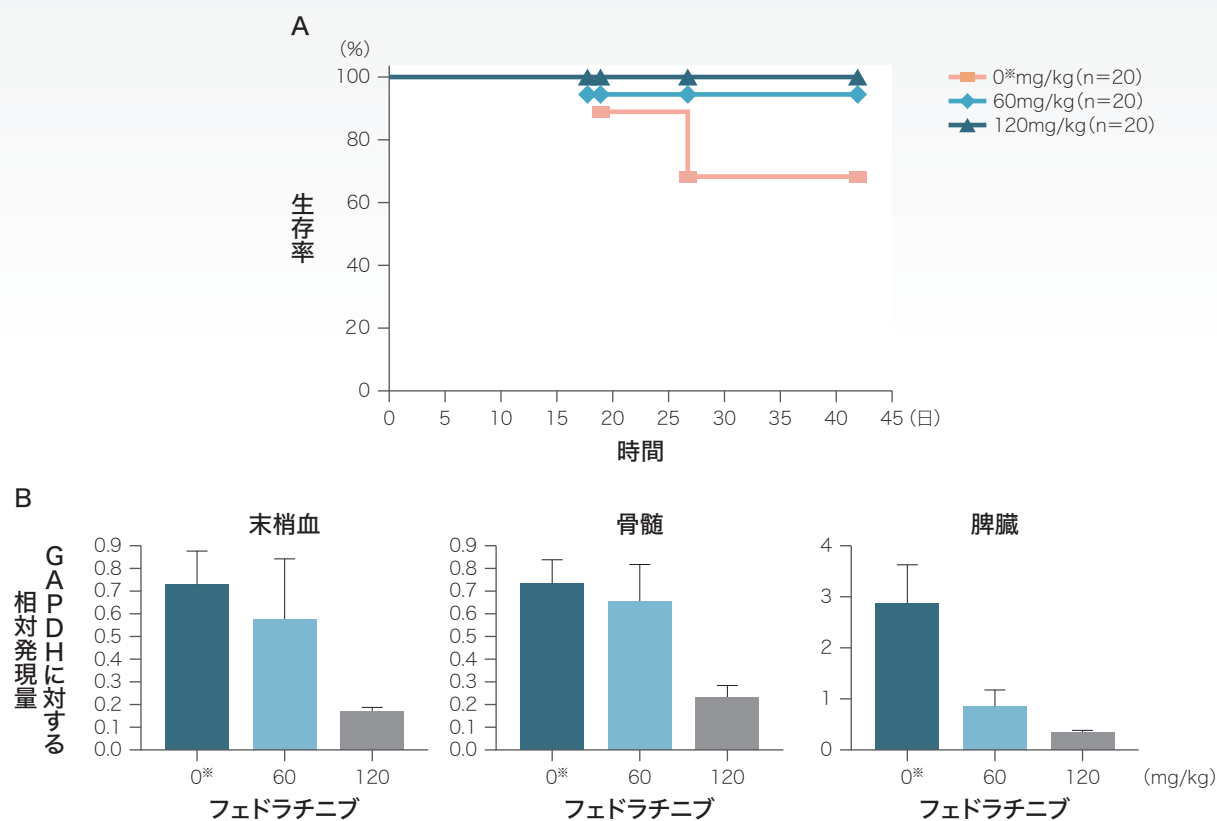 A
(%)
100
80
60
40
20
0
生存率
0 5 10 15 20 25 30 35 40 45 (日)
時間
0※mg/kg(n=20)
60mg/kg(n=20)
120mg/kg(n=20)
B
GAPDHに対する
相対発現量
末梢血
0.9
0.8
0.7
0.6
0.5
0.4
0.3
0.2
0.1
0.0
0※ 60 120
フェドラチニブ
骨髄
0.9
0.8
0.7
0.6
0.5
0.4
0.3
0.2
0.1
0.0
0※ 60 120
フェドラチニブ
脾臓
4
3
2
1
0
0※ 60 120 (mg/kg)
フェドラチニブ